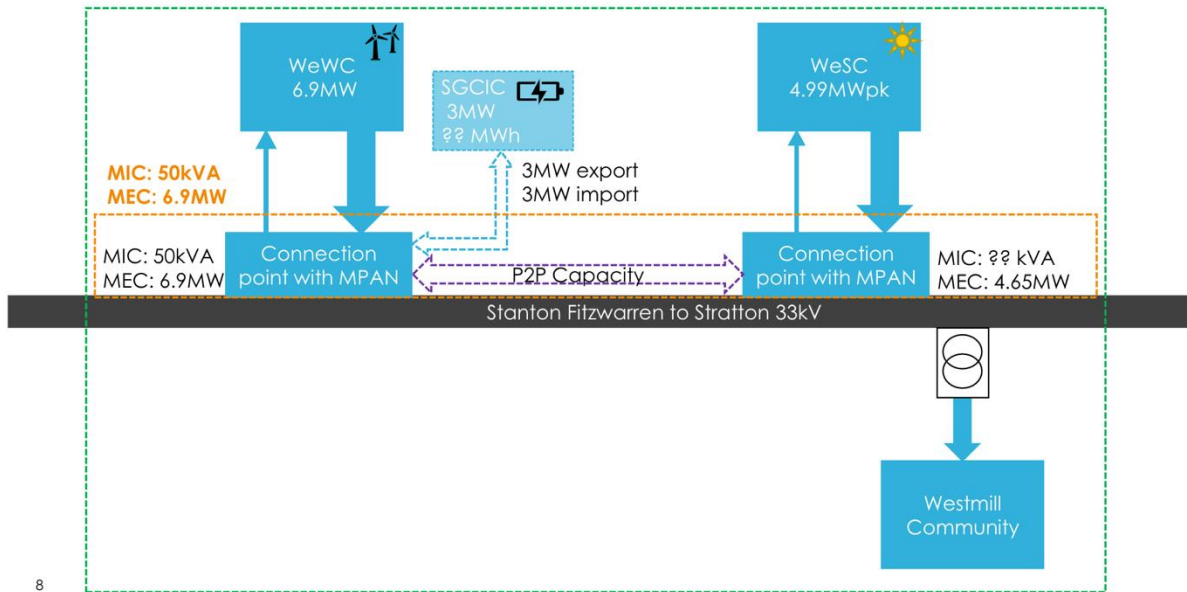 WeWC
6.9MW
SGCIC
3MW
?? MWh
WeSC
4.99MWpk
MIC: 50kVA
MEC: 6.9MW
3MW export
3MW import
MIC: 50kVA
MEC: 6.9MW
Connection
point with MPAN
P2P Capacity
Connection
point with MPAN
MIC: ?? kVA
MEC: 4.65MW
Stanton Fitzwarren to Stratton 33kV
Westmill
Community
8